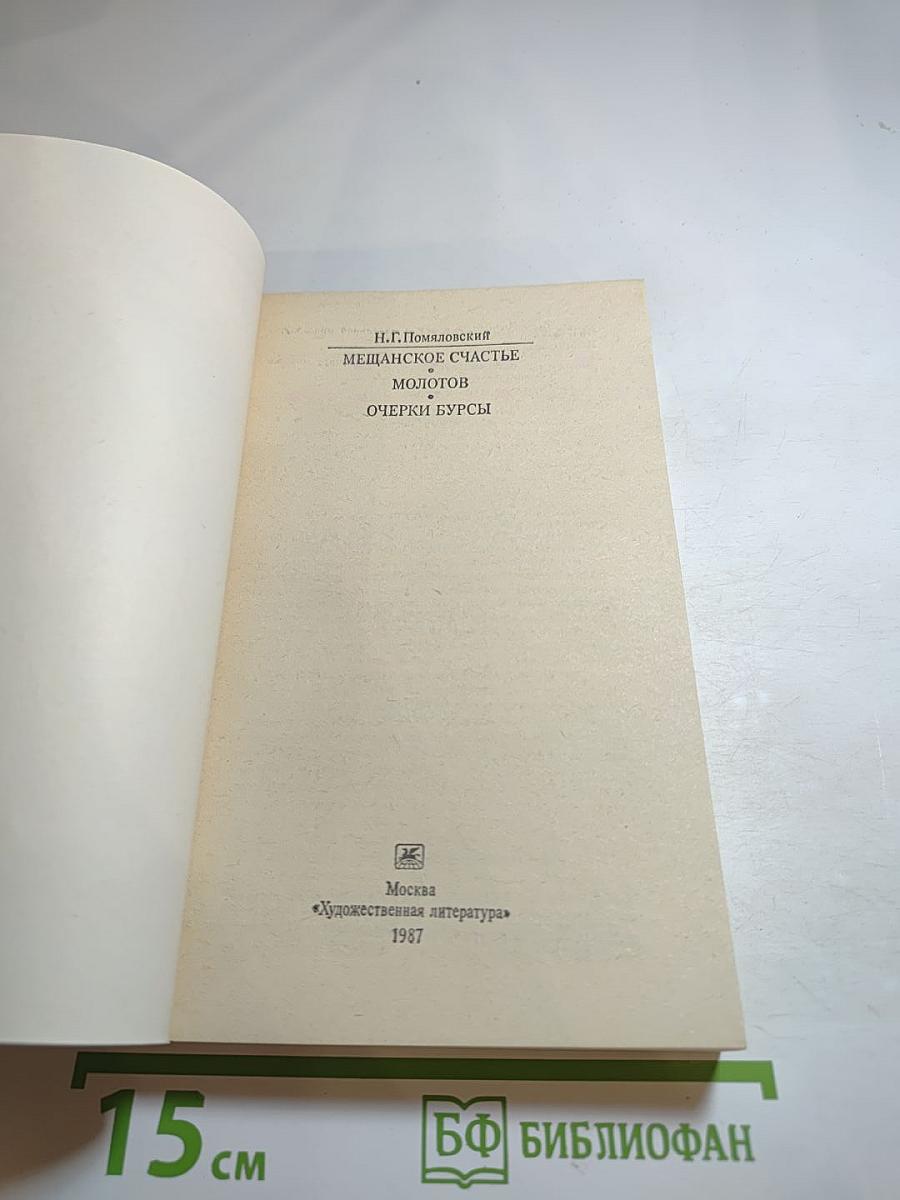 Н.Г.Помяловский
МЕЩАНСКОЕ СЧАСТЬЕ
МОЛОТОВ
ОЧЕРКИ БУРСЫ
Москва
«Художественная литература»
1987
15 см
БФ БИБЛИОФАН